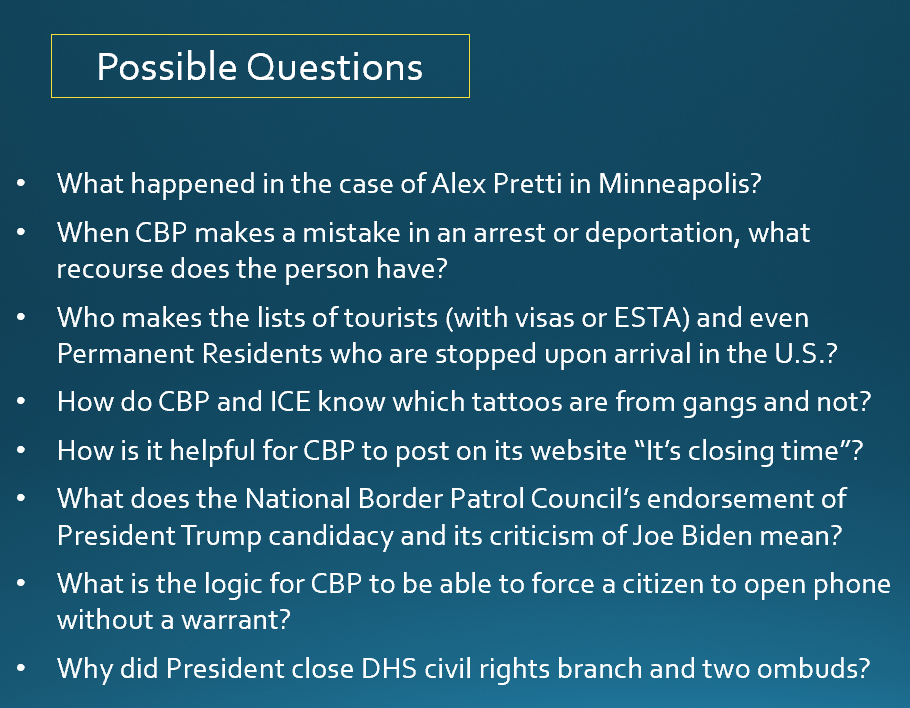 Possible Questions
• What happened in the case of Alex Pretti in Minneapolis?
• When CBP makes a mistake in an arrest or deportation, what
recourse does the person have?
• Who makes the lists of tourists (with visas or ESTA) and even
Permanent Residents who are stopped upon arrival in the U.S.?
• How do CBP and ICE know which tattoos are from gangs and not?
• How is it helpful for CBP to post on its website “It’s closing time”?
• What does the National Border Patrol Council’s endorsement of
President Trump candidacy and its criticism of Joe Biden mean?
• What is the logic for CBP to be able to force a citizen to open phone
without a warrant?
• Why did President close DHS civil rights branch and two ombuds?